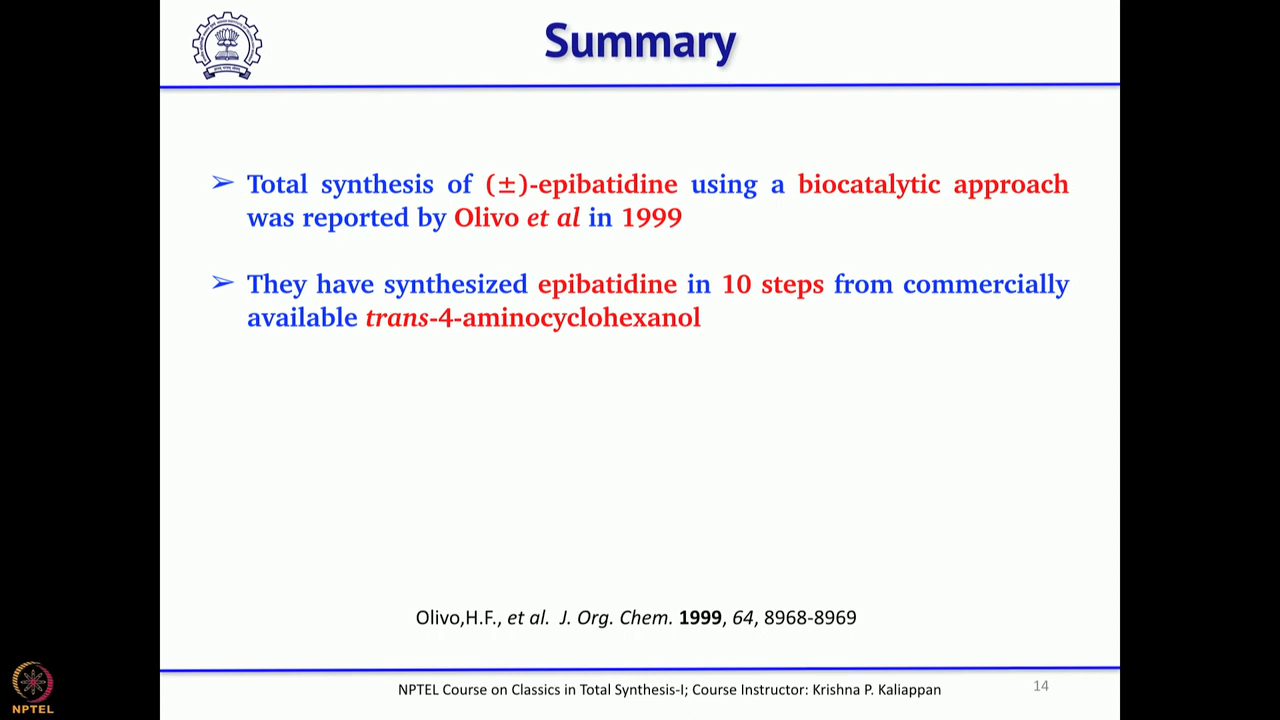 Summary
➢ Total synthesis of (±)-epibatidine using a biocatalytic approach
was reported by Olivo et al in 1999
➢ They have synthesized epibatidine in 10 steps from commercially
available trans-4-aminocyclohexanol
Olivo,H.F., et al. J. Org. Chem. 1999, 64, 8968-8969
NPTEL Course on Classics in Total Synthesis-I; Course Instructor: Krishna P. Kaliappan
14
NPTEL